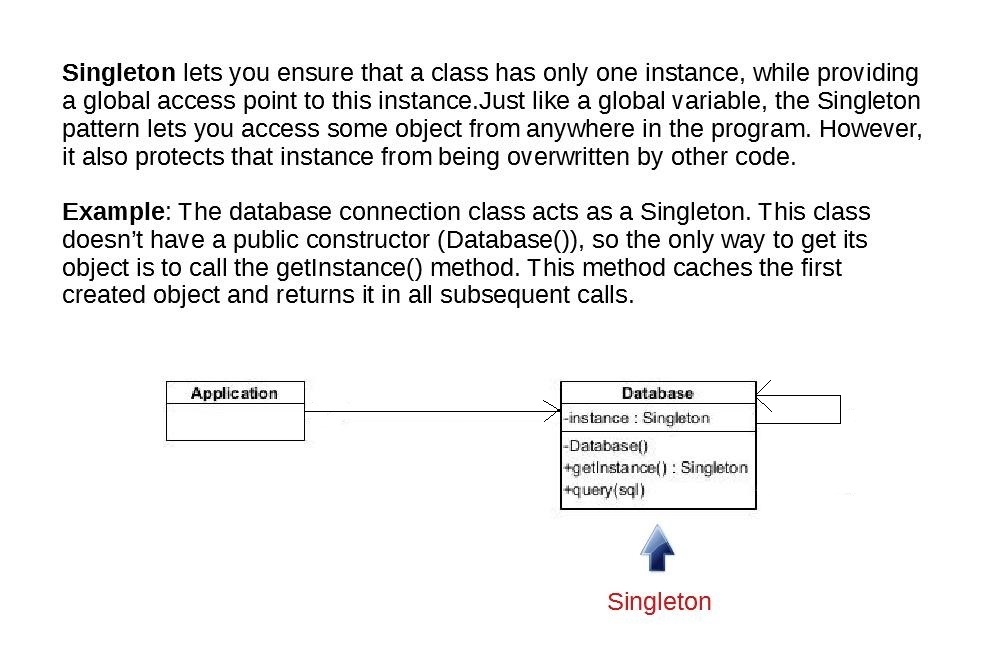 Singleton lets you ensure that a class has only one instance, while providing
a global access point to this instance.Just like a global variable, the Singleton
pattern lets you access some object from anywhere in the program. However,
it also protects that instance from being overwritten by other code.
Example: The database connection class acts as a Singleton. This class
doesn’t have a public constructor (Database()), so the only way to get its
object is to call the getInstance() method. This method caches the first
created object and returns it in all subsequent calls.
Application
Database
-instance : Singleton
-Database()
+getInstance() : Singleton
+query(sql)
Singleton